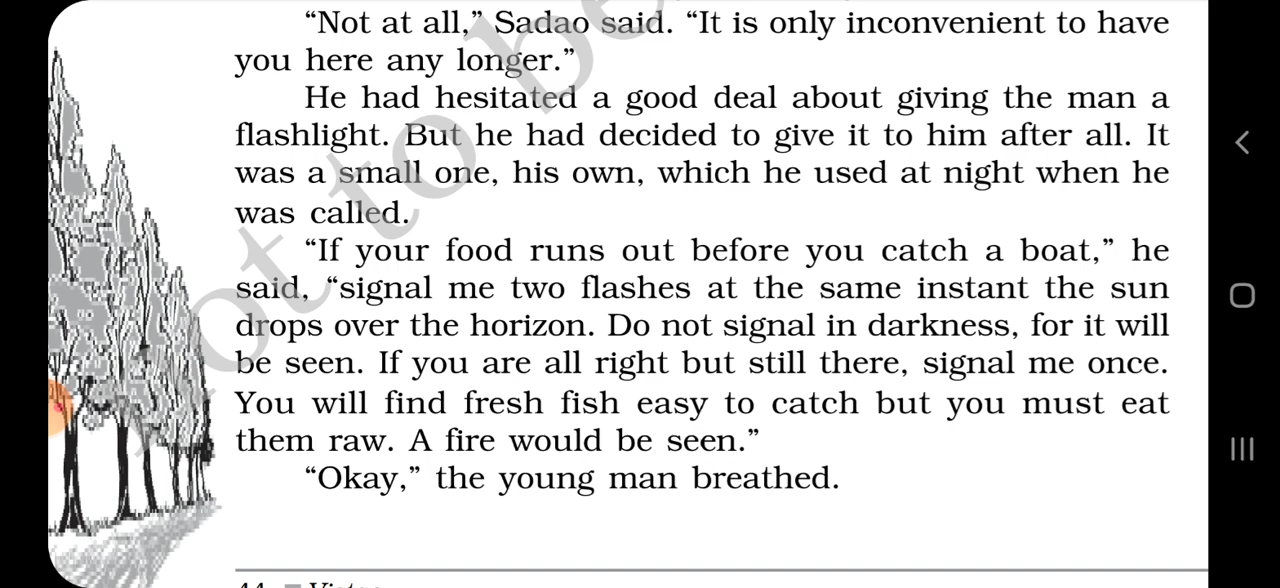 “Not at all,” Sadao said. “It is only inconvenient to have
you here any longer.”
He had hesitated a good deal about giving the man a
flashlight. But he had decided to give it to him after all. It
was a small one, his own, which he used at night when he
was called.
“If your food runs out before you catch a boat,” he
said, “signal me two flashes at the same instant the sun
drops over the horizon. Do not signal in darkness, for it will
be seen. If you are all right but still there, signal me once.
You will find fresh fish easy to catch but you must eat
them raw. A fire would be seen.”
“Okay,” the young man breathed.
not to be